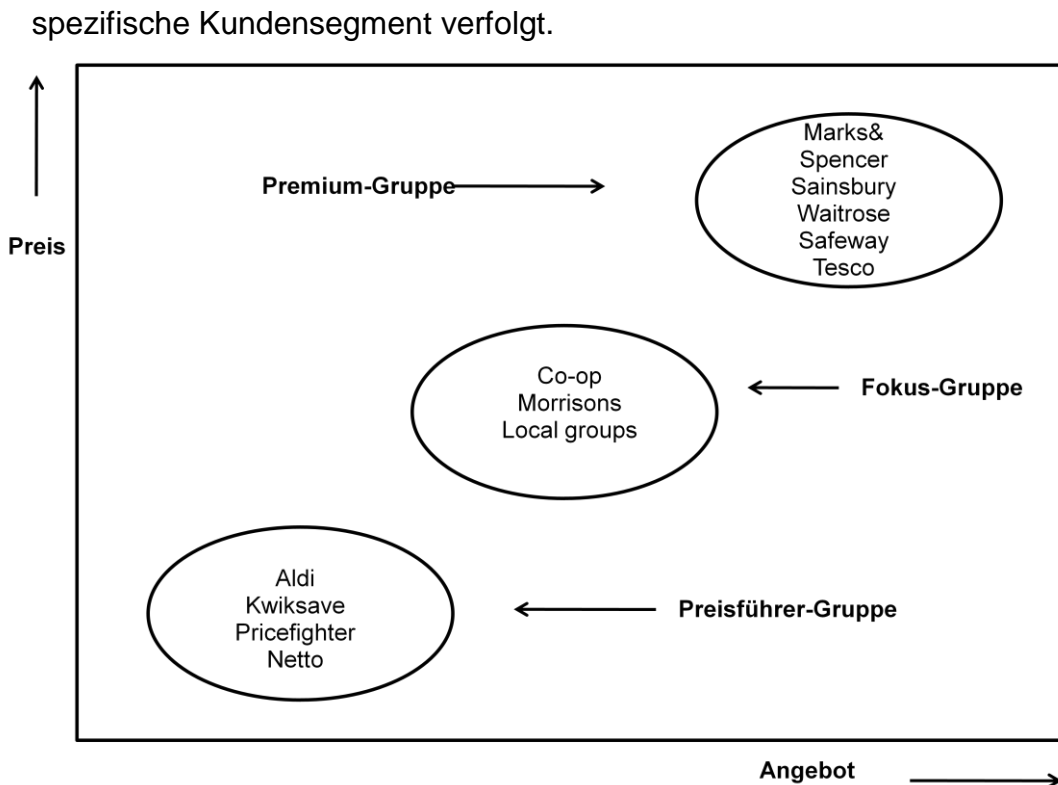 spezifische Kundensegment verfolgt.
Marks&
Spencer
Sainsbury
Waitrose
Safeway
Tesco
Premium-Gruppe
Preis
Co-op
Morrisons
Local groups
Fokus-Gruppe
Aldi
Kwiksave
Pricefighter
Netto
Preisführer-Gruppe
Angebot